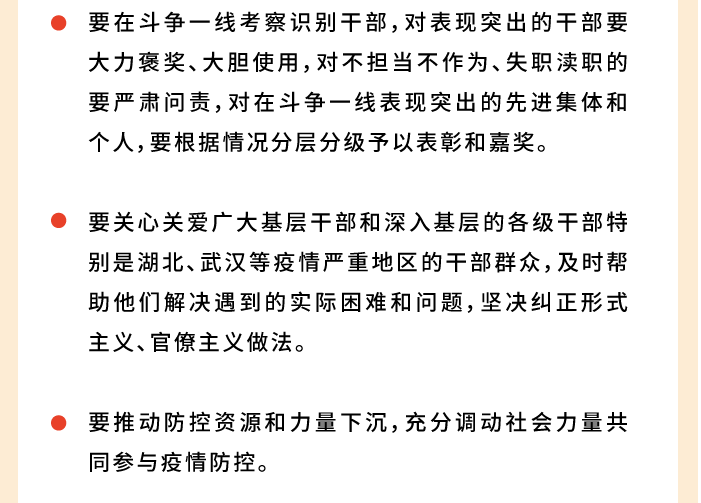 要在斗争一线考察识别干部，对表现突出的干部要
大力褒奖、大胆使用，对不担当不作为、失职渎职的
要严肃问责，对在斗争一线表现突出的先进集体和
个人，要根据情况分层分级予以表彰和嘉奖。
要关心关爱广大基层干部和深入基层的各级干部特
别是湖北、武汉等疫情严重地区的干部群众，及时帮
助他们解决遇到的实际困难和问题，坚决纠正形式
主义、官僚主义做法。
要推动防控资源和力量下沉，充分调动社会力量共
同参与疫情防控。